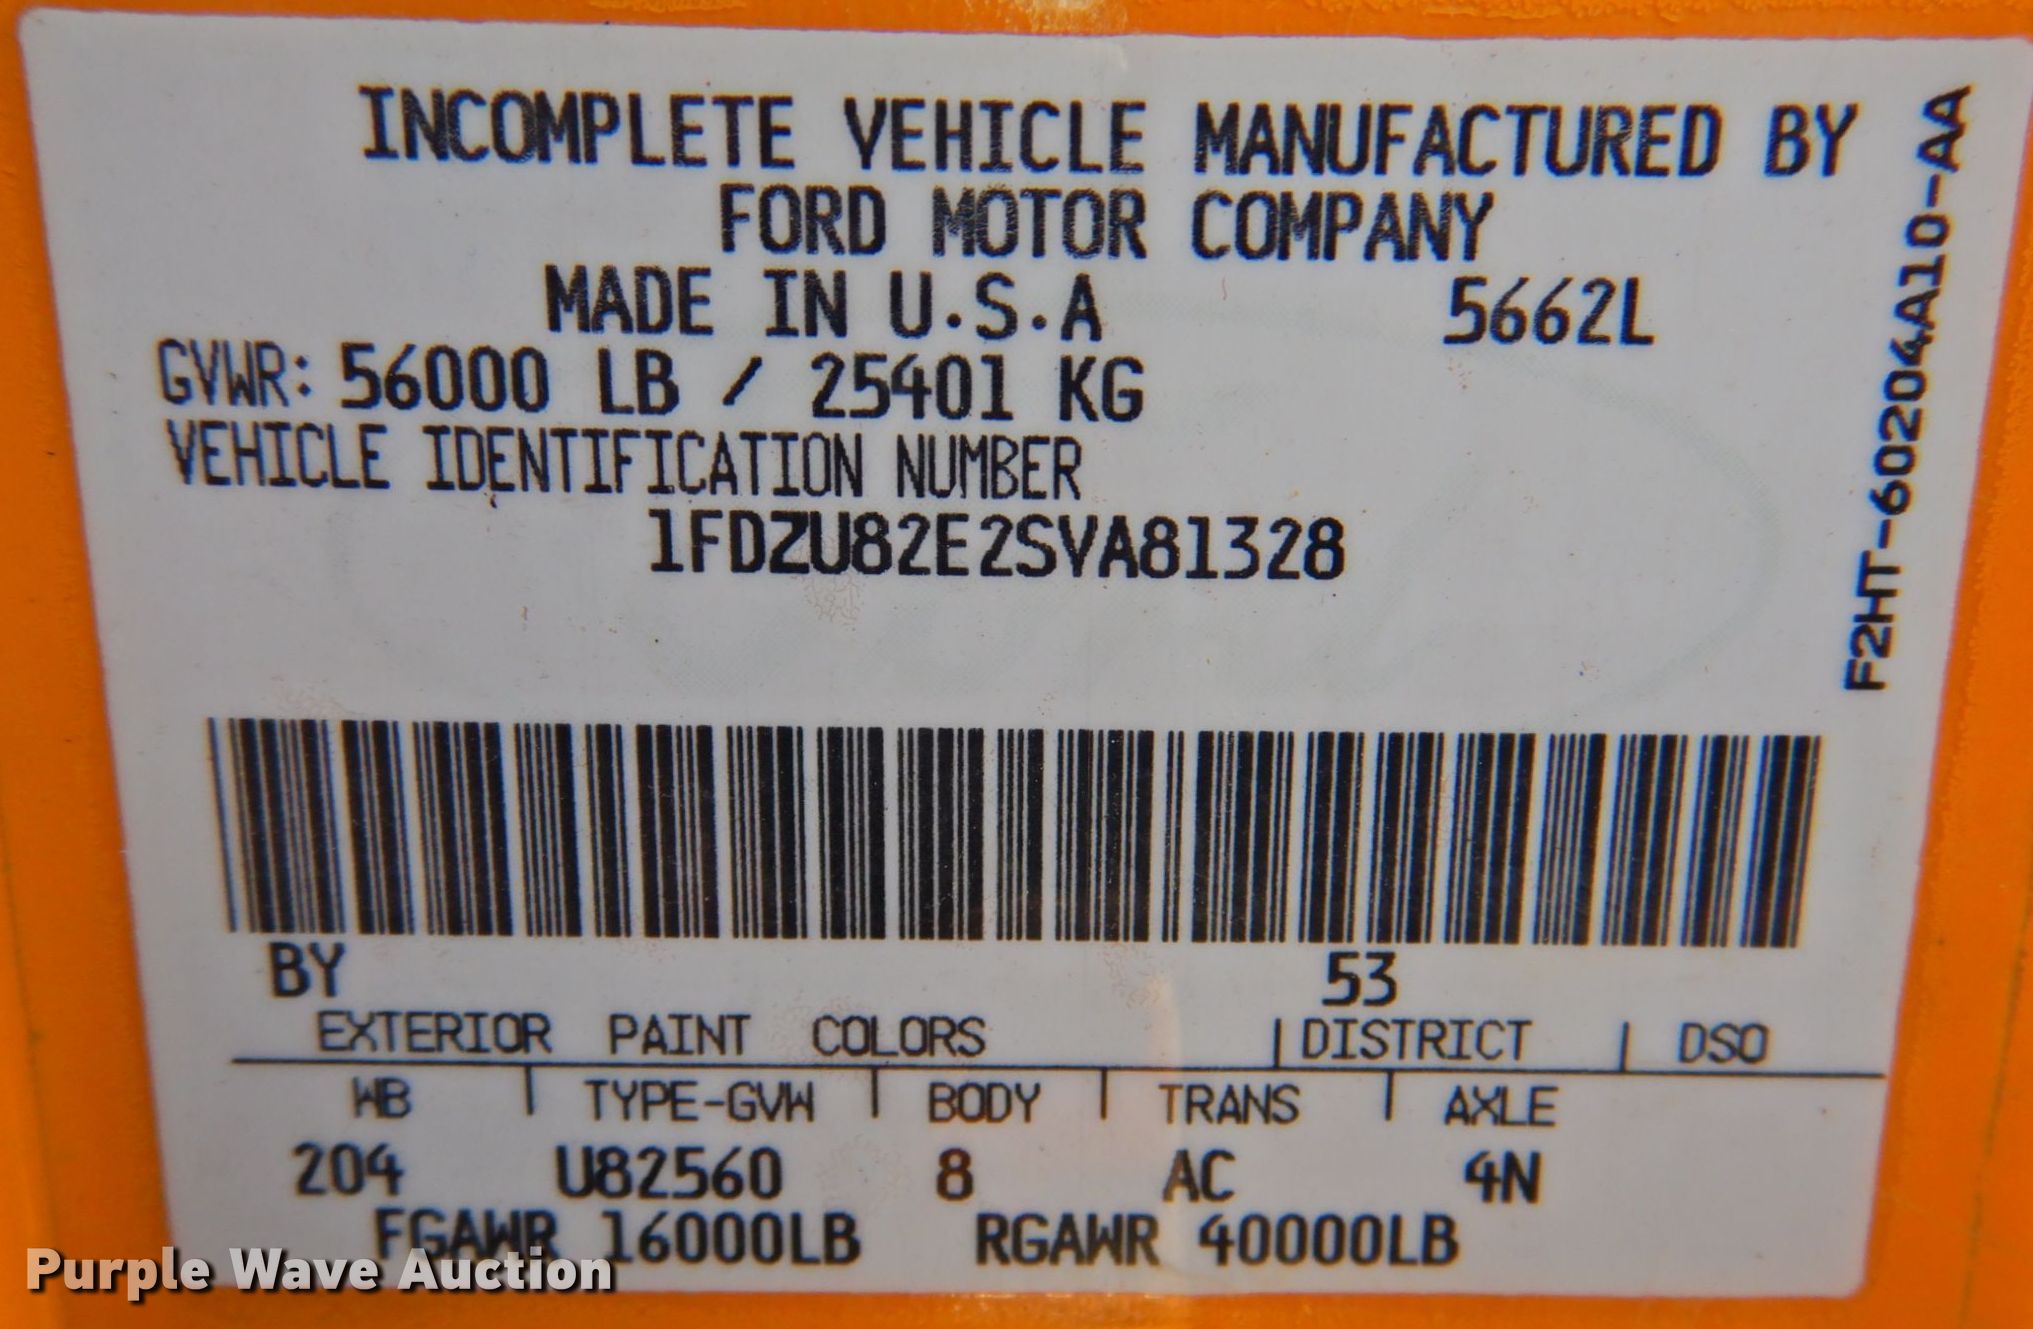 INCOMPLETE VEHICLE MANUFACTURED BY
FORD MOTOR COMPANY
MADE IN U.S.A 5662L
GVWR: 56000 LB / 25401 KG
VEHICLE IDENTIFICATION NUMBER
1FDZU82E2SVA81328
F2HT-60204A10-AA
BY 53
EXTERIOR PAINT COLORS | DISTRICT | DSO
WB | TYPE-GVW | BODY | TRANS | AXLE
204 U82560 8 AC 4N
FGAWR 16000LB RGAWR 40000LB
Purple Wave Auction